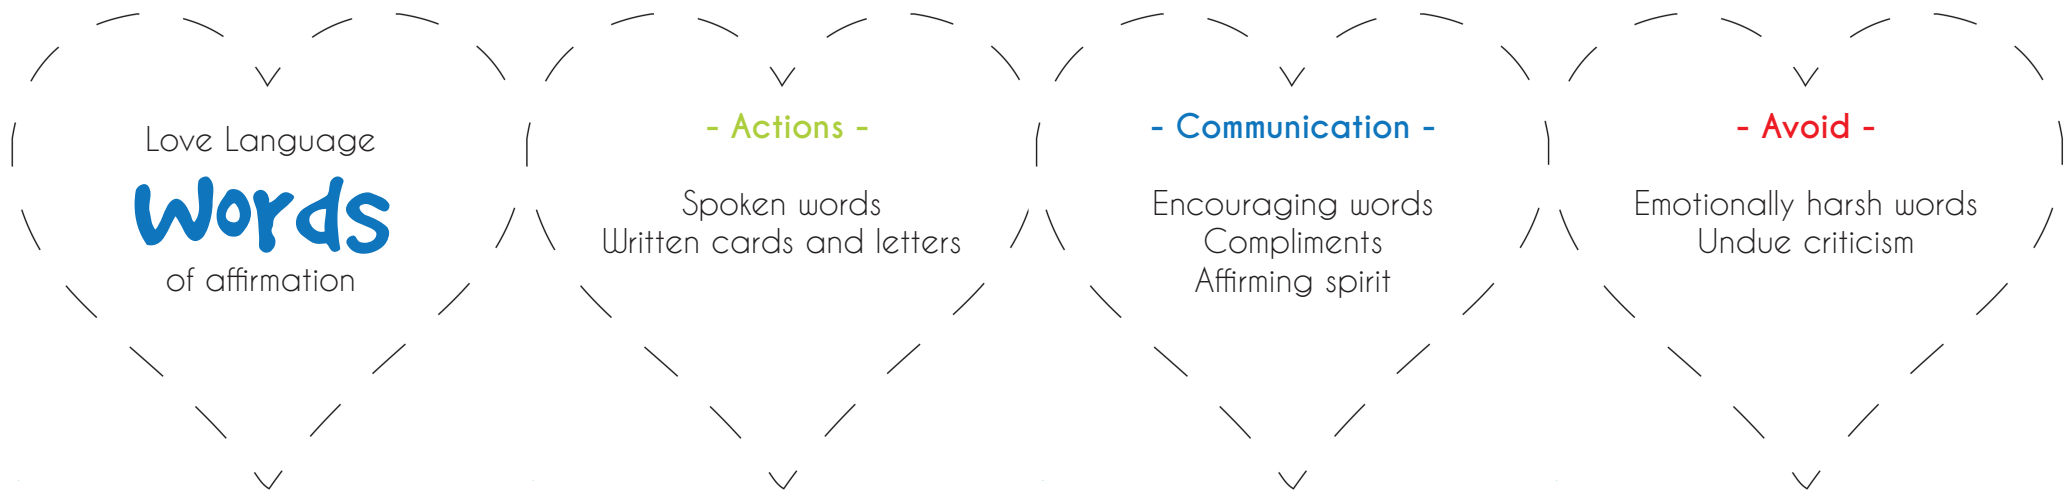 Love Language
Words
of affirmation
- Actions -
Spoken words
Written cards and letters
- Communication -
Encouraging words
Compliments
Affirming spirit
- Avoid -
Emotionally harsh words
Undue criticism